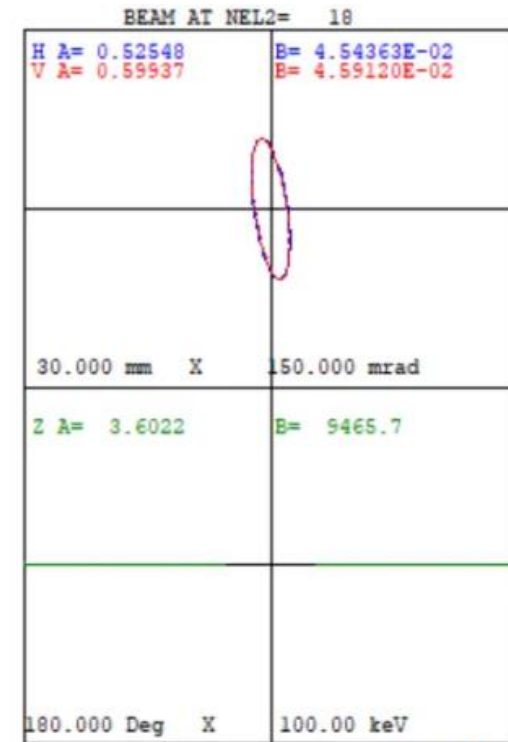 BEAM AT NEL2= 18
H A= 0.52548 B= 4.54363E-02
V A= 0.59937 B= 4.59120E-02
30.000 mm X 150.000 mrad
Z A= 3.6022 B= 9465.7
180.000 Deg X 100.00 keV